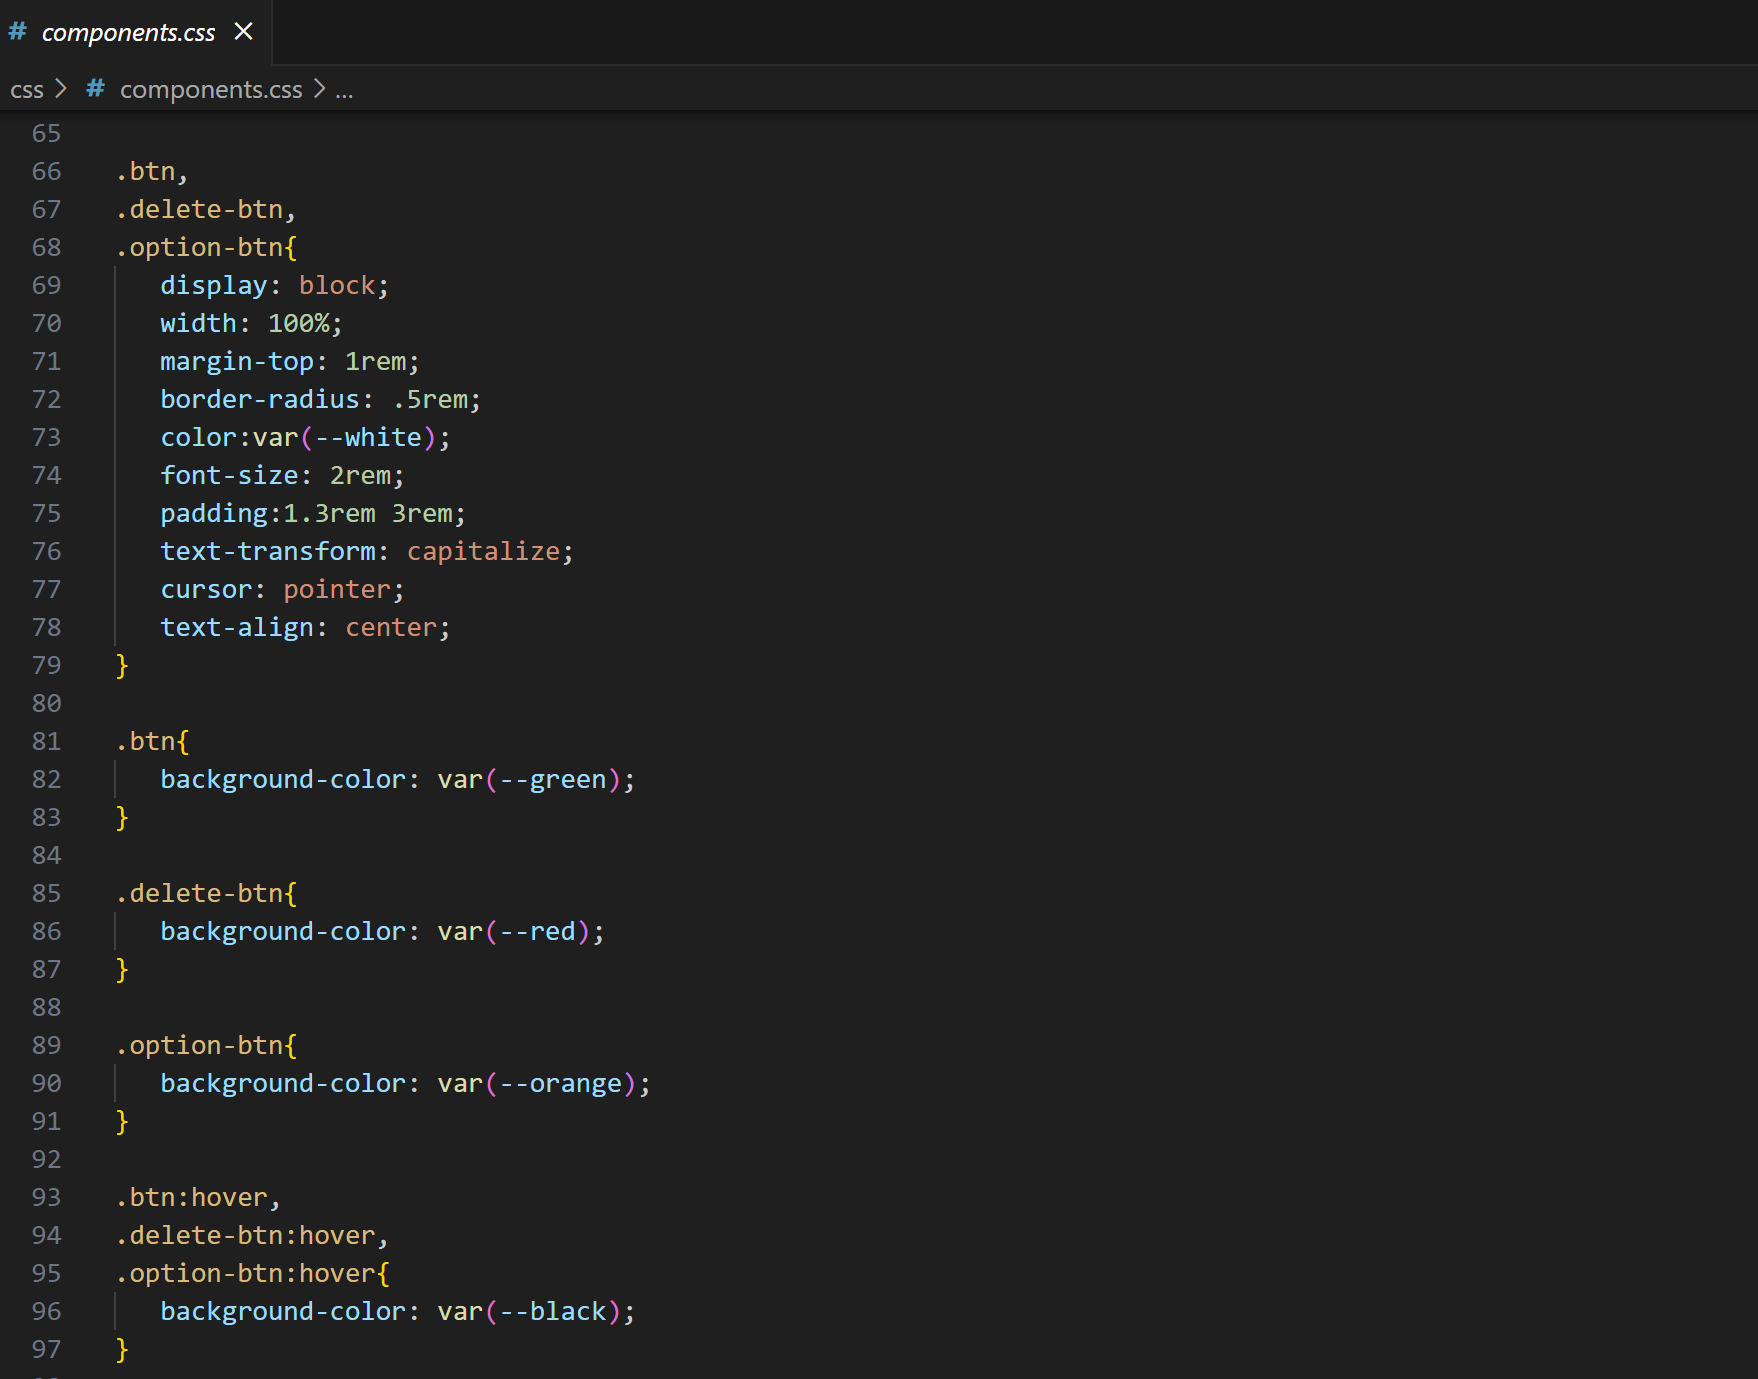 # components.css ×
css > # components.css > ...
65
66 .btn,
67 .delete-btn,
68 .option-btn{
69    display: block;
70    width: 100%;
71    margin-top: 1rem;
72    border-radius: .5rem;
73    color:var(--white);
74    font-size: 2rem;
75    padding:1.3rem 3rem;
76    text-transform: capitalize;
77    cursor: pointer;
78    text-align: center;
79 }
80
81 .btn{
82    background-color: var(--green);
83 }
84
85 .delete-btn{
86    background-color: var(--red);
87 }
88
89 .option-btn{
90    background-color: var(--orange);
91 }
92
93 .btn:hover,
94 .delete-btn:hover,
95 .option-btn:hover{
96    background-color: var(--black);
97 }